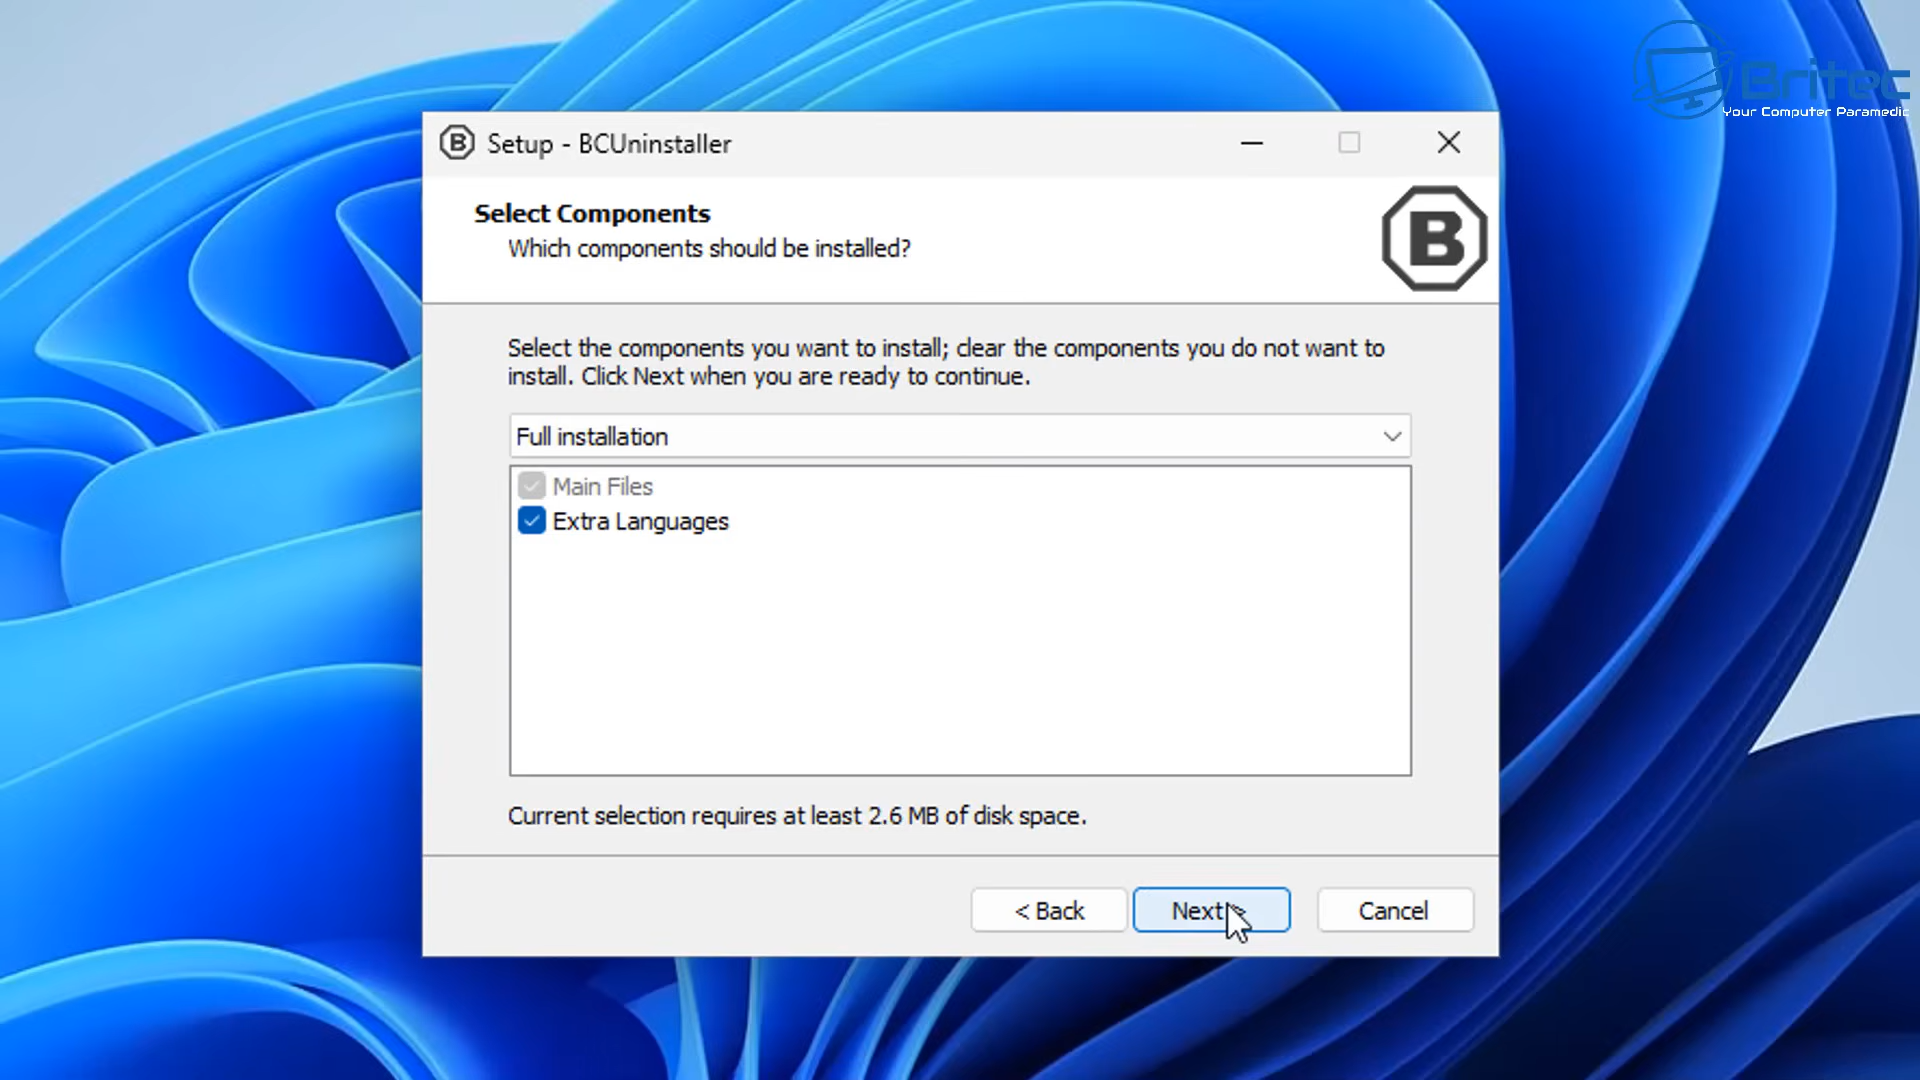 Britec
Your Computer Paramedic
B Setup - BCUninstaller
Select Components
Which components should be installed?
B
Select the components you want to install; clear the components you do not want to
install. Click Next when you are ready to continue.
Full installation
Main Files
Extra Languages
Current selection requires at least 2.6 MB of disk space.
< Back Next > Cancel